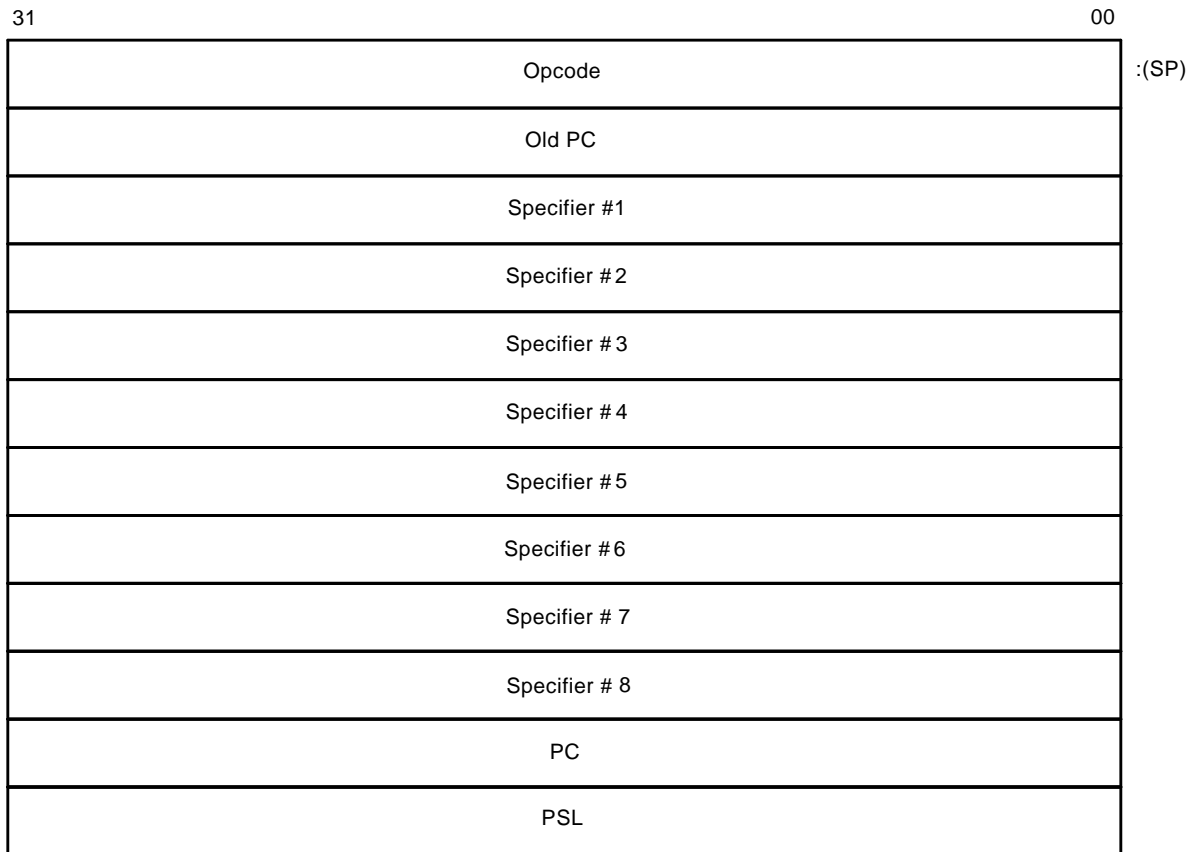 31 00
Opcode :(SP)
Old PC
Specifier #1
Specifier #2
Specifier #3
Specifier #4
Specifier #5
Specifier #6
Specifier # 7
Specifier # 8
PC
PSL